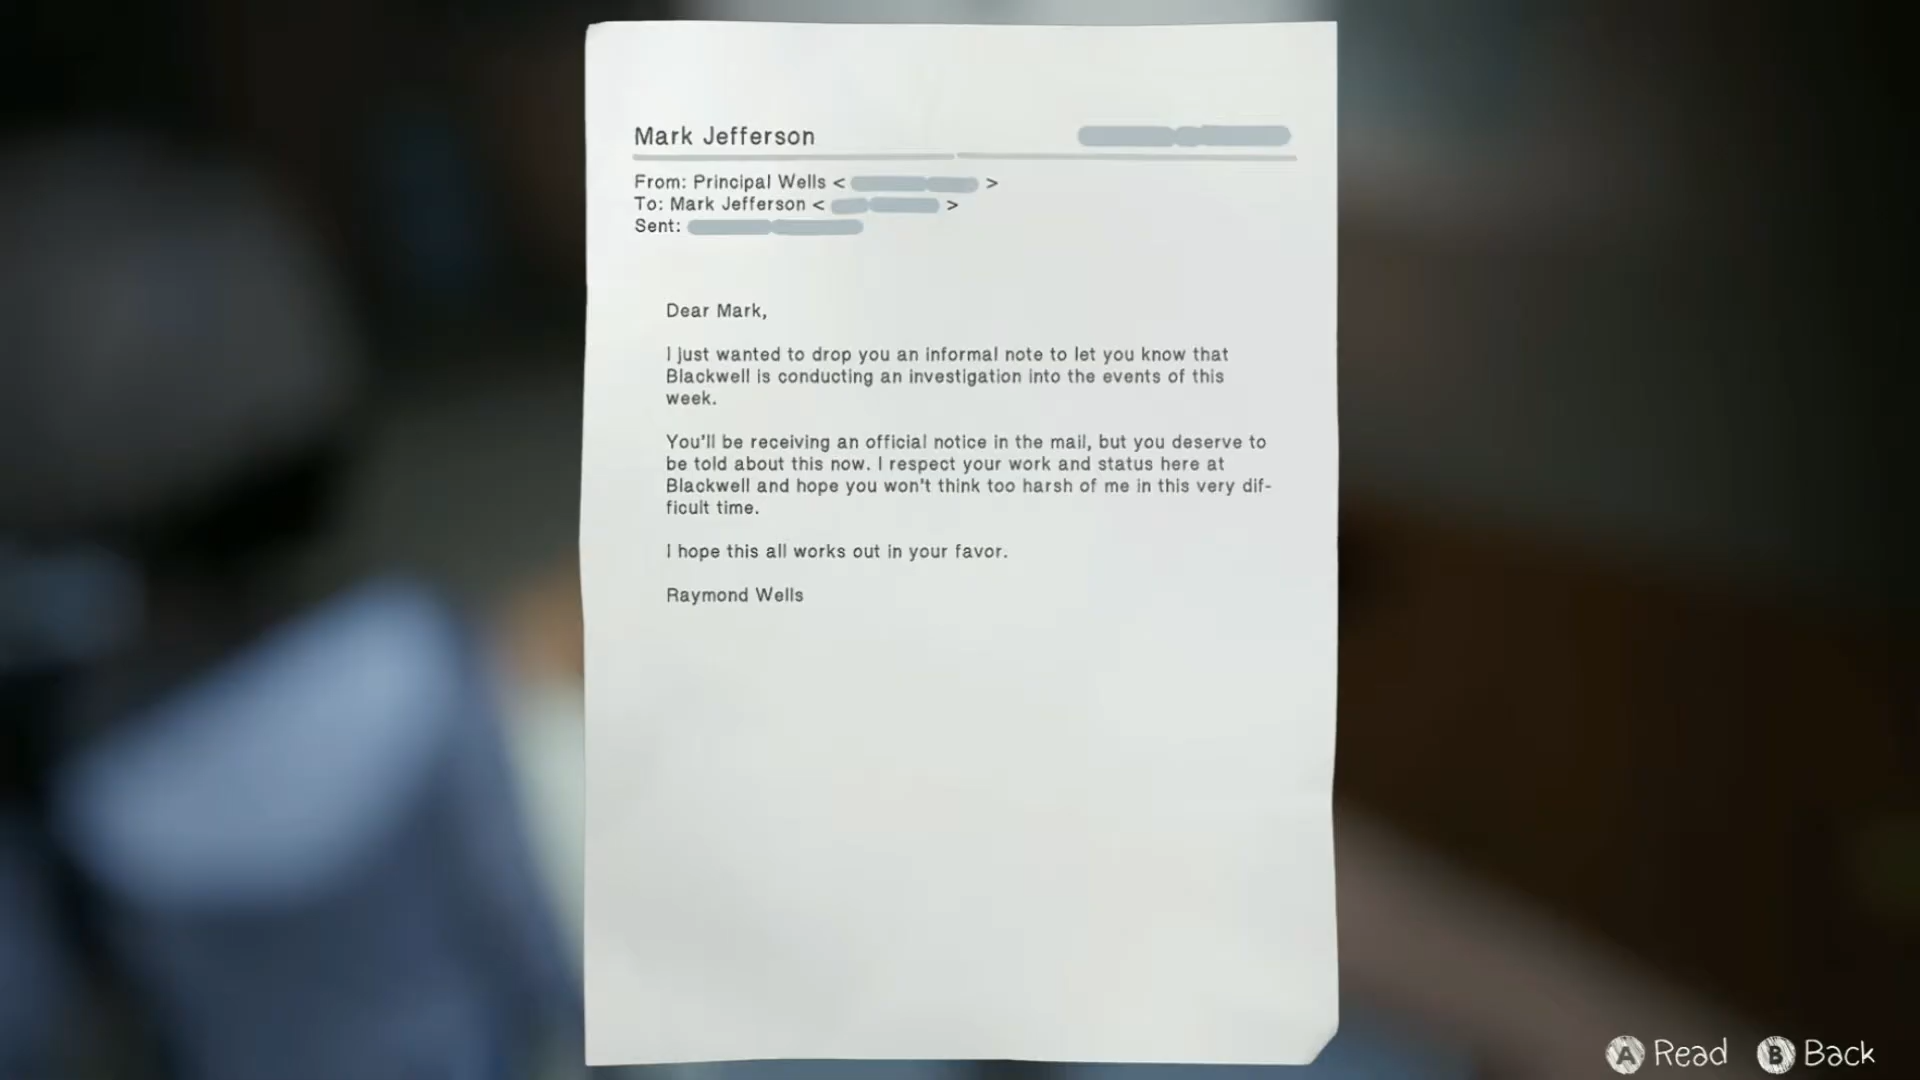 Mark Jefferson
From: Principal Wells < >
To: Mark Jefferson < >
Sent:
Dear Mark,
I just wanted to drop you an informal note to let you know that
Blackwell is conducting an investigation into the events of this
week.
You'll be receiving an official notice in the mail, but you deserve to
be told about this now. I respect your work and status here at
Blackwell and hope you won't think too harsh of me in this very dif-
ficult time.
I hope this all works out in your favor.
Raymond Wells
A Read B Back